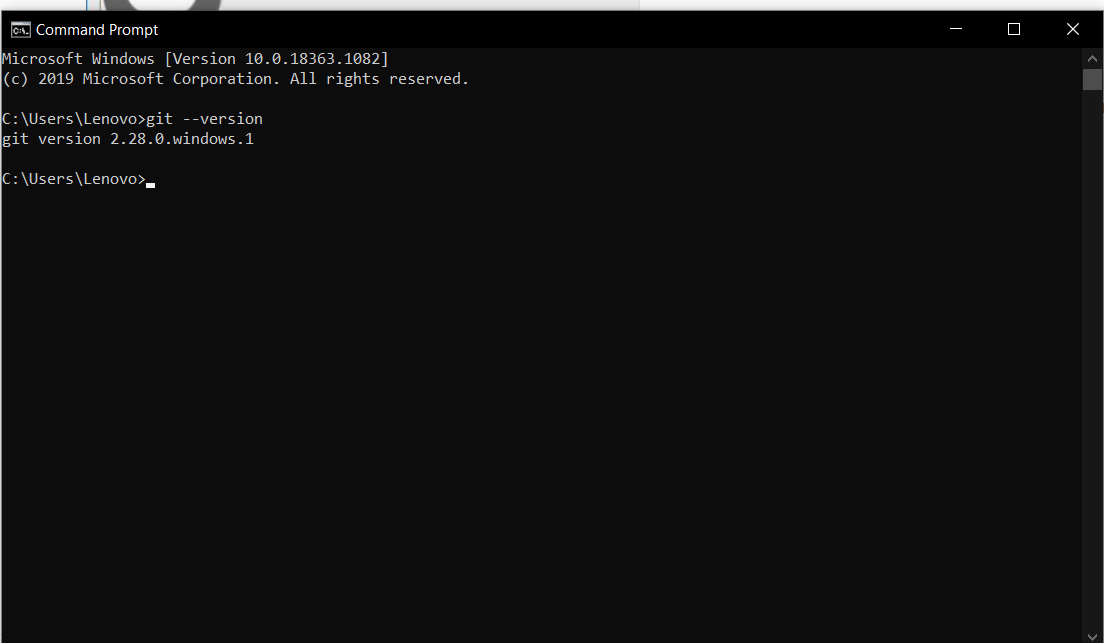 Command Prompt
Microsoft Windows [Version 10.0.18363.1082]
(c) 2019 Microsoft Corporation. All rights reserved.
C:\Users\Lenovo>git --version
git version 2.28.0.windows.1
C:\Users\Lenovo>